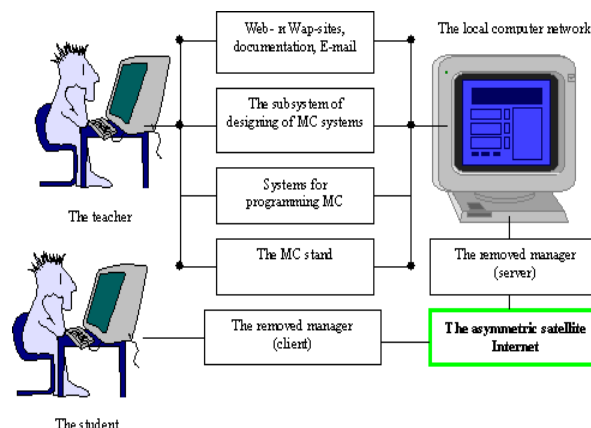 Web- и Wap-sites,
documentation, E-mail
The local computer network
The subsystem of
designing of MC systems
Systems for
programming MC
The teacher
The MC stand
The removed manager
(server)
The removed manager
(client)
The asymmetric satellite
Internet
The student